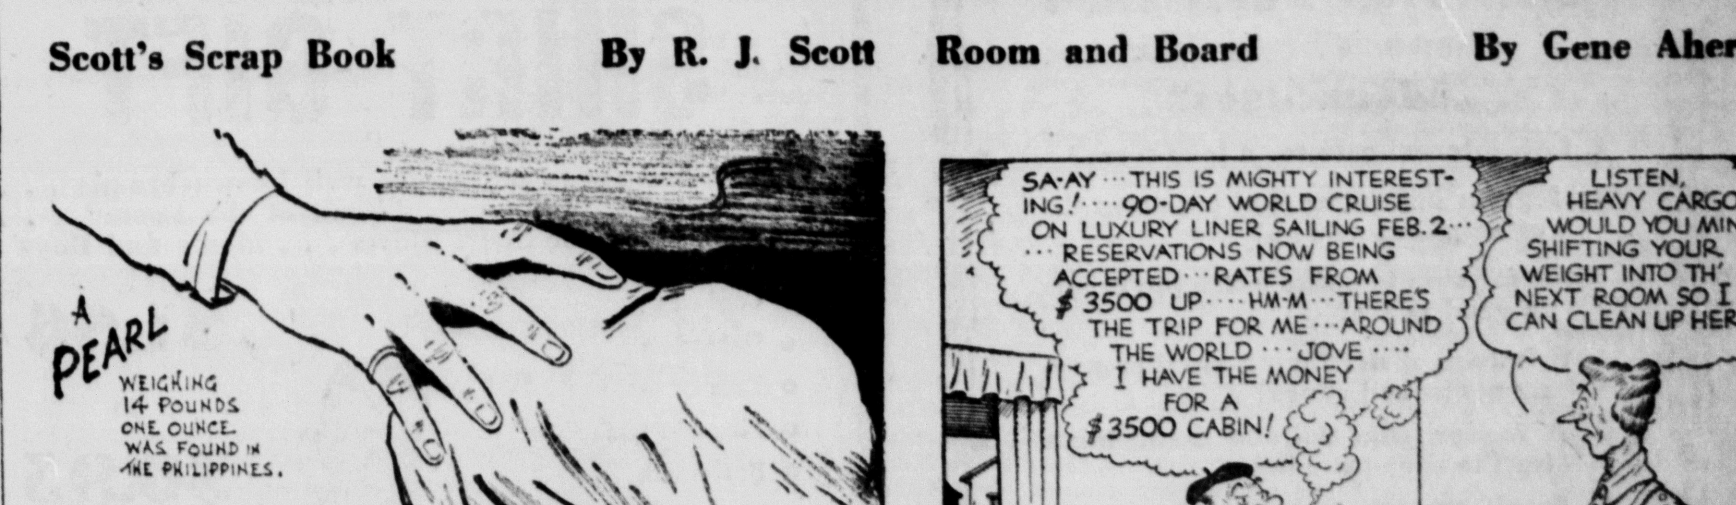 Scott's Scrap Book By R. J. Scott
A
PEARL
WEIGHING
14 POUNDS
ONE OUNCE
WAS FOUND IN
THE PHILIPPINES.
Room and Board By Gene
SA-AY ... THIS IS MIGHTY INTEREST-
ING! .... 90-DAY WORLD CRUISE
ON LUXURY LINER SAILING FEB. 2 ...
... RESERVATIONS NOW BEING
ACCEPTED ... RATES FROM
$3500 UP .... HM-M ... THERE'S
THE TRIP FOR ME ... AROUND
THE WORLD ... JOVE ....
I HAVE THE MONEY
FOR A
$3500 CABIN!
LISTEN,
HEAVY CARGO
WOULD YOU
SHIFTING YOUR
WEIGHT INTO TH'
NEXT ROOM SO I
CAN CLEAN UP